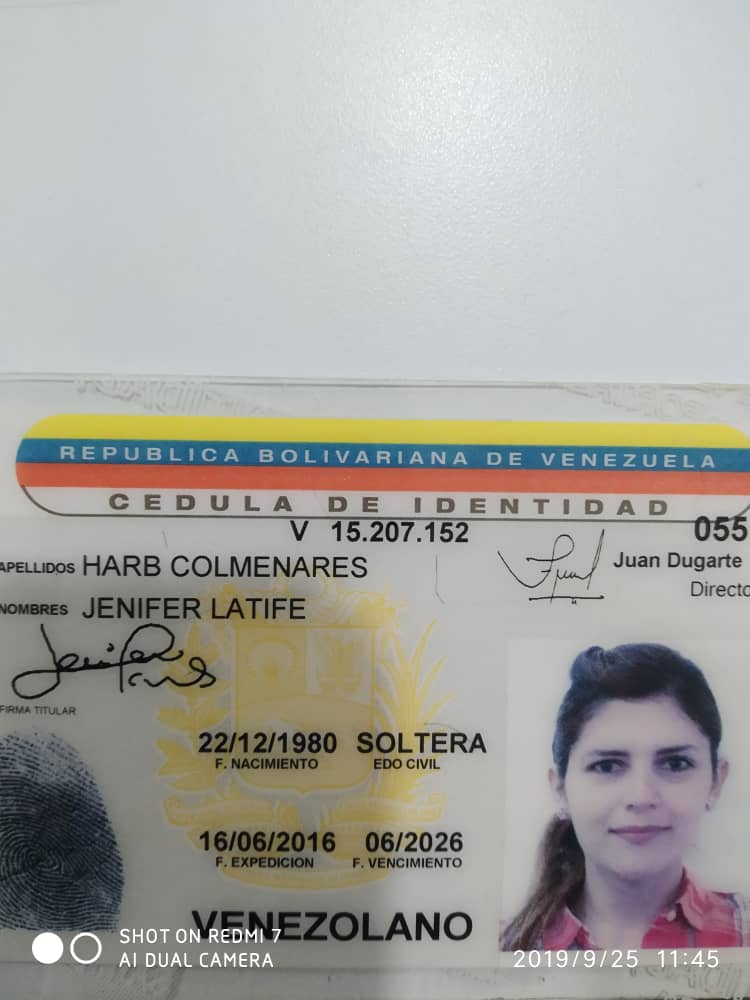 REPUBLICA BOLIVARIANA DE VENEZUELA
CEDULA DE IDENTIDAD
V 15.207.152
055
APELLIDOS HARB COLMENARES
Juan Dugarte
Directo
NOMBRES JENIFER LATIFE
FIRMA TITULAR
22/12/1980 SOLTERA
F. NACIMIENTO EDO CIVIL
16/06/2016 06/2026
F. EXPEDICION F. VENCIMIENTO
VENEZOLANO
SHOT ON REDMI 7
AI DUAL CAMERA
2019/9/25 11:45